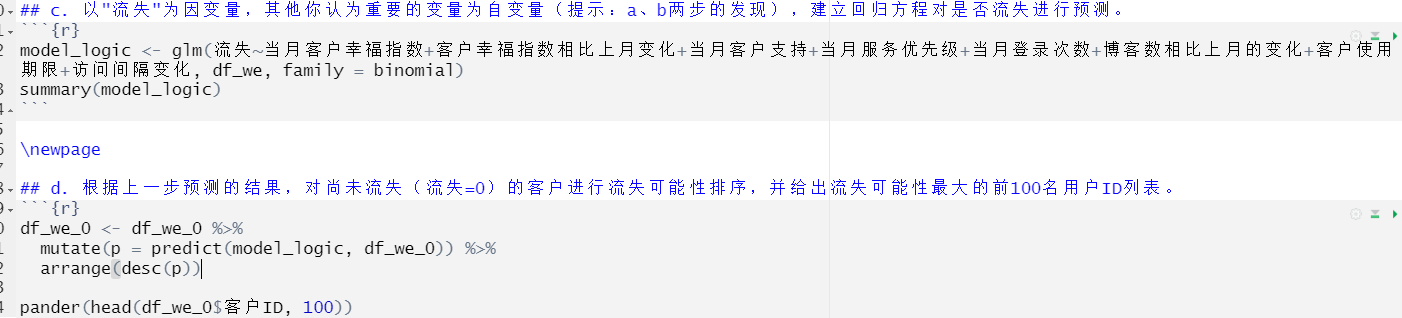 ## c. 以"流失"为因变量，其他你认为重要的变量为自变量（提示：a、b两步的发现），建立回归方程对是否流失进行预测。
```{r}
model_logic <- glm(流失~当月客户幸福指数+客户幸福指数相比上月变化+当月客户支持+当月服务优先级+当月登录次数+博客数相比上月的变化+客户使用
期限+访问间隔变化, df_we, family = binomial)
summary(model_logic)
```
\newpage
## d. 根据上一步预测的结果，对尚未流失（流失=0）的客户进行流失可能性排序，并给出流失可能性最大的前100名用户ID列表。
```{r}
df_we_0 <- df_we_0 %>%
  mutate(p = predict(model_logic, df_we_0)) %>%
  arrange(desc(p))
pander(head(df_we_0$客户ID, 100))